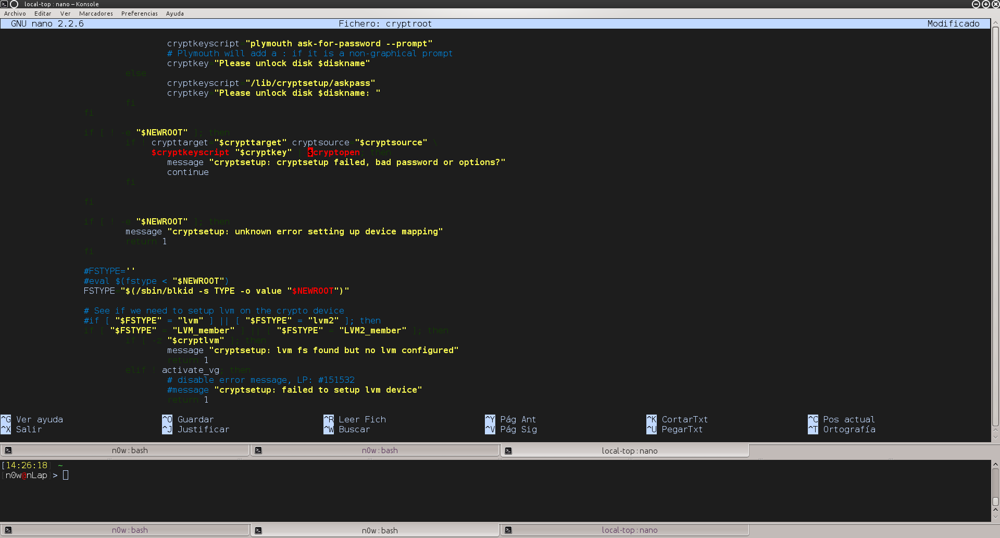 local-top : nano – Konsole
Archivo Editar Ver Marcadores Preferencias Ayuda
GNU nano 2.2.6 Fichero: cryptroot Modificado
cryptkeyscript="plymouth ask-for-password --prompt"
# Plymouth will add a : if it is a non-graphical prompt
cryptkey="Please unlock disk $diskname"
else
cryptkeyscript="/lib/cryptsetup/askpass"
cryptkey="Please unlock disk $diskname: "
fi
fi
if [ ! -e "$NEWROOT" ]; then
if ! crypttarget="$crypttarget" cryptsource="$cryptsource" \
$cryptkeyscript "$cryptkey" | $cryptopen; then
message "cryptsetup: cryptsetup failed, bad password or options?"
continue
fi
fi
if [ ! -e "$NEWROOT" ]; then
message "cryptsetup: unknown error setting up device mapping"
return 1
fi
#FSTYPE=''
#eval $(fstype < "$NEWROOT")
FSTYPE="$(/sbin/blkid -s TYPE -o value "$NEWROOT")"
# See if we need to setup lvm on the crypto device
#if [ "$FSTYPE" = "lvm" ] || [ "$FSTYPE" = "lvm2" ]; then
if [ "$FSTYPE" = "LVM_member" ] || [ "$FSTYPE" = "LVM2_member" ]; then
if [ -z "$cryptlvm" ]; then
message "cryptsetup: lvm fs found but no lvm configured"
return 1
elif ! activate_vg; then
# disable error message, LP: #151532
#message "cryptsetup: failed to setup lvm device"
return 1
^G Ver ayuda ^O Guardar ^R Leer Fich ^Y Pág Ant ^K CortarTxt ^C Pos actual
^X Salir ^J Justificar ^W Buscar ^V Pág Sig ^U PegarTxt ^T Ortografía
n0w : bash n0w : bash local-top : nano
[14:26:18] ~
[n0w@nLap]>
n0w : bash n0w : bash local-top : nano